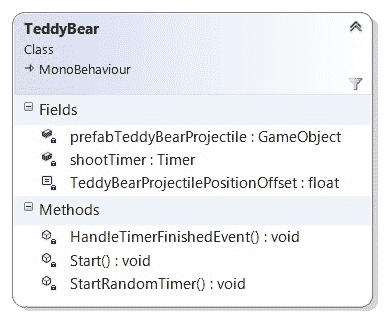 TeddyBear
Class
MonoBehaviour
Fields
prefabTeddyBearProjectile : GameObject
shootTimer : Timer
TeddyBearProjectilePositionOffset : float
Methods
HandleTimerFinishedEvent() : void
Start() : void
StartRandomTimer() : void